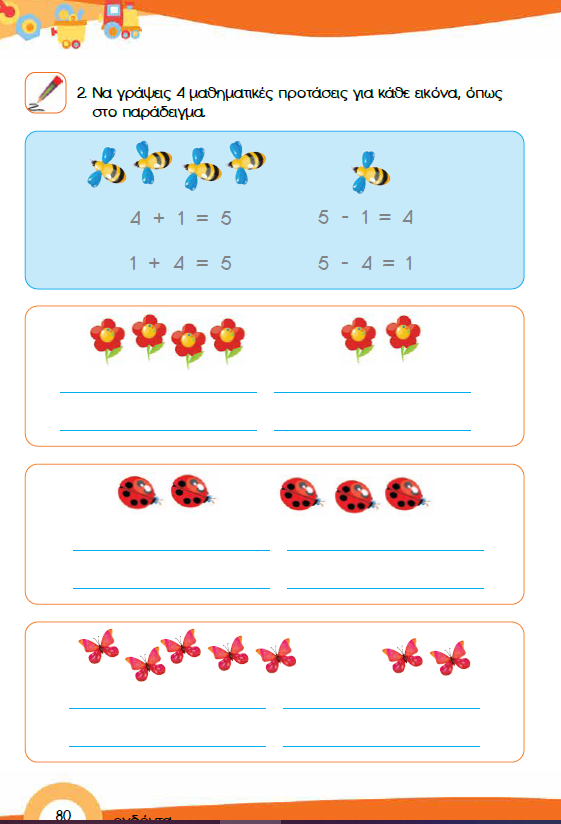 2. Να γράψεις 4 μαθηματικές προτάσεις για κάθε εικόνα, όπως
στο παράδειγμα.
4 + 1 = 5
5 - 1 = 4
1 + 4 = 5
5 - 4 = 1
80